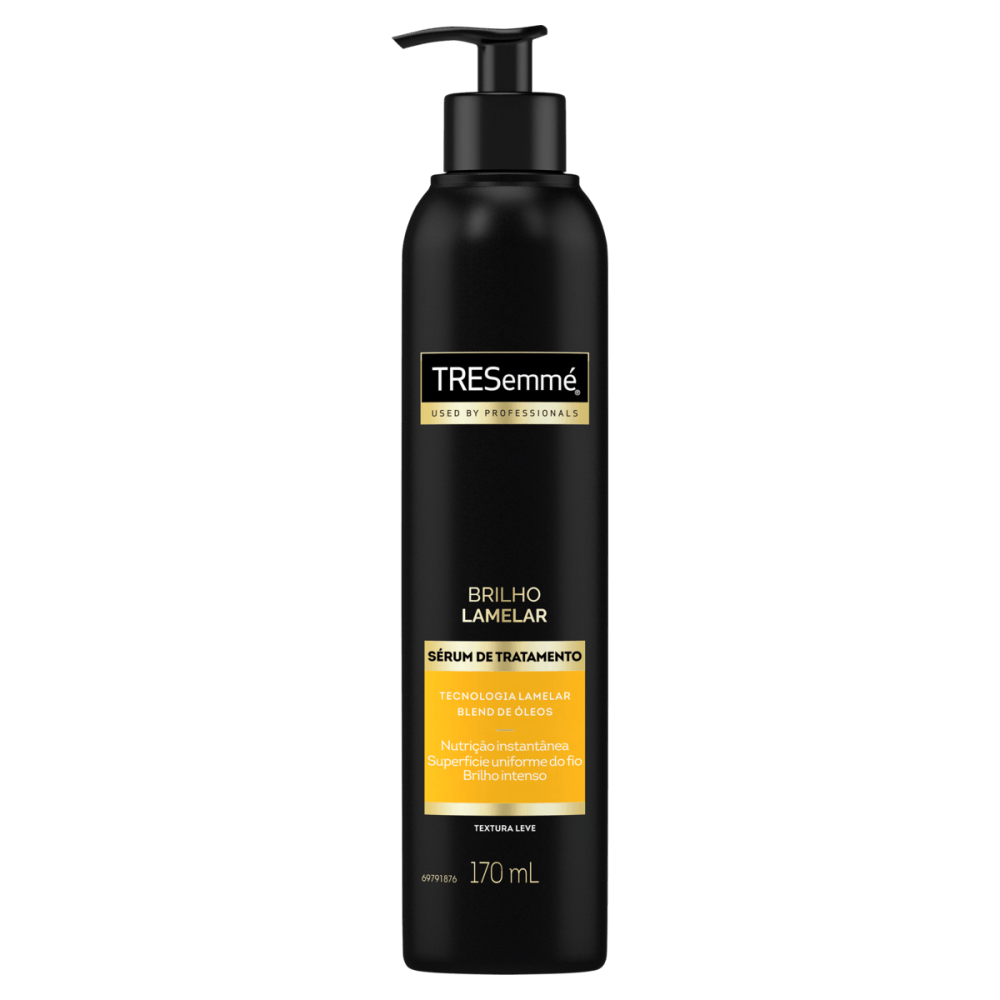 TRESemmé®
USED BY PROFESSIONALS
BRILHO
LAMELAR
SÉRUM DE TRATAMENTO
TECNOLOGIA LAMELAR
BLEND DE ÓLEOS
Nutrição instantânea
Superfície uniforme do fio
Brilho intenso
TEXTURA LEVE
69791876 170 mL